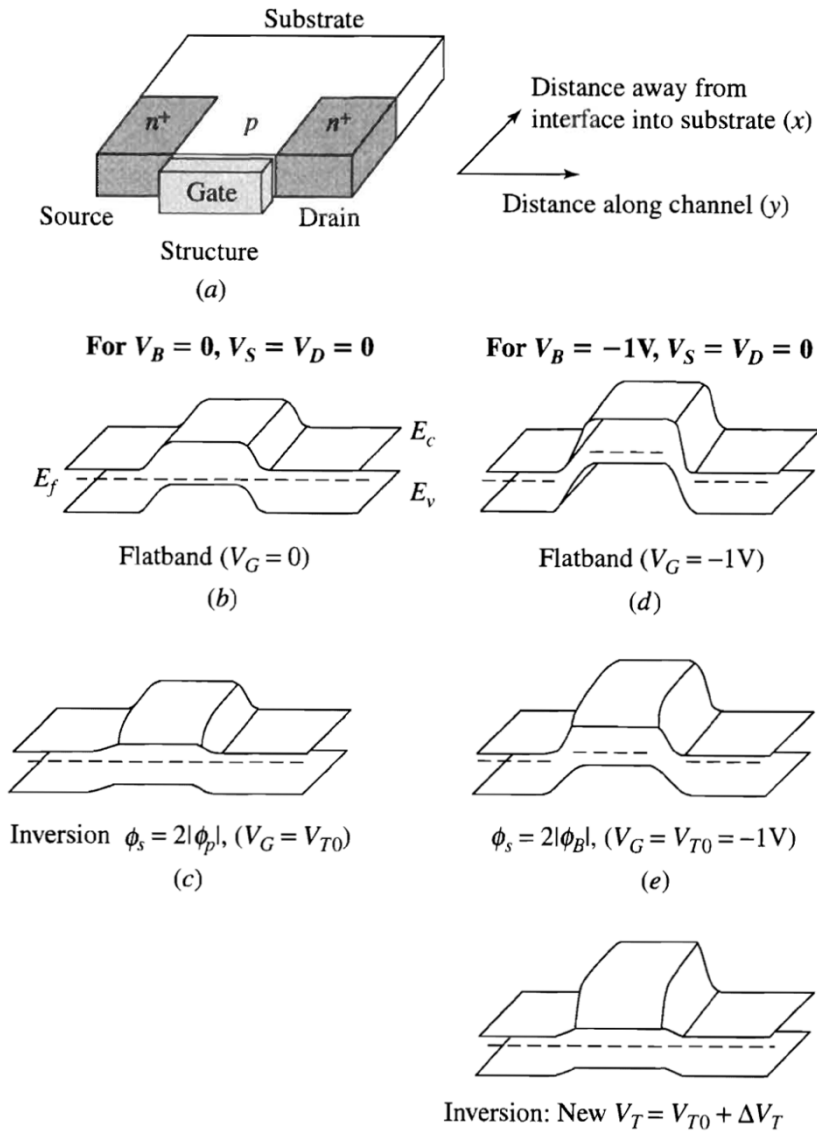 Substrate
n⁺ p n⁺
Gate
Source Drain
Structure
(a)
Distance away from
interface into substrate (x)
Distance along channel (y)
For V_B = 0, V_S = V_D = 0
E_c
E_f
E_v
Flatband (V_G = 0)
(b)
For V_B = −1V, V_S = V_D = 0
Flatband (V_G = −1V)
(d)
Inversion ϕ_s = 2|ϕ_p|, (V_G = V_T0)
(c)
ϕ_s = 2|ϕ_B|, (V_G = V_T0 = −1V)
(e)
Inversion: New V_T = V_T0 + ΔV_T